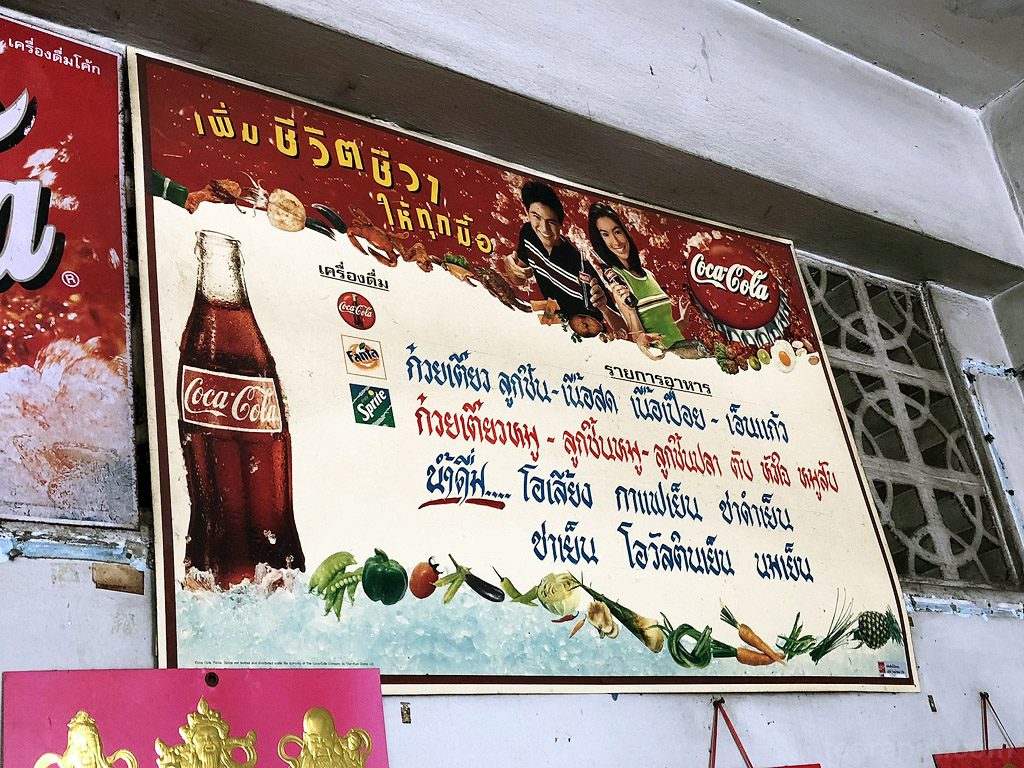 เครื่องดื่มโค้ก
a
®
เพิ่ม ชีวิตชีวา
ให้ทุกมื้อ
เครื่องดื่ม
Coca-Cola
Fanta
Sprite
Coca-Cola
Coca-Cola
รายการอาหาร
ก๋วยเตี๋ยว ลูกชิ้น-เนื้อสด เนื้อเปื่อย - เอ็นแก้ว
ก๋วยเตี๋ยวหมู - ลูกชิ้นหมู - ลูกชิ้นปลา ตับ หัวใจ หมูสับ
น้ำดื่ม.... โอเลี้ยง กาแฟเย็น ชาดำเย็น
ชาเย็น โอวัลตินเย็น นมเย็น